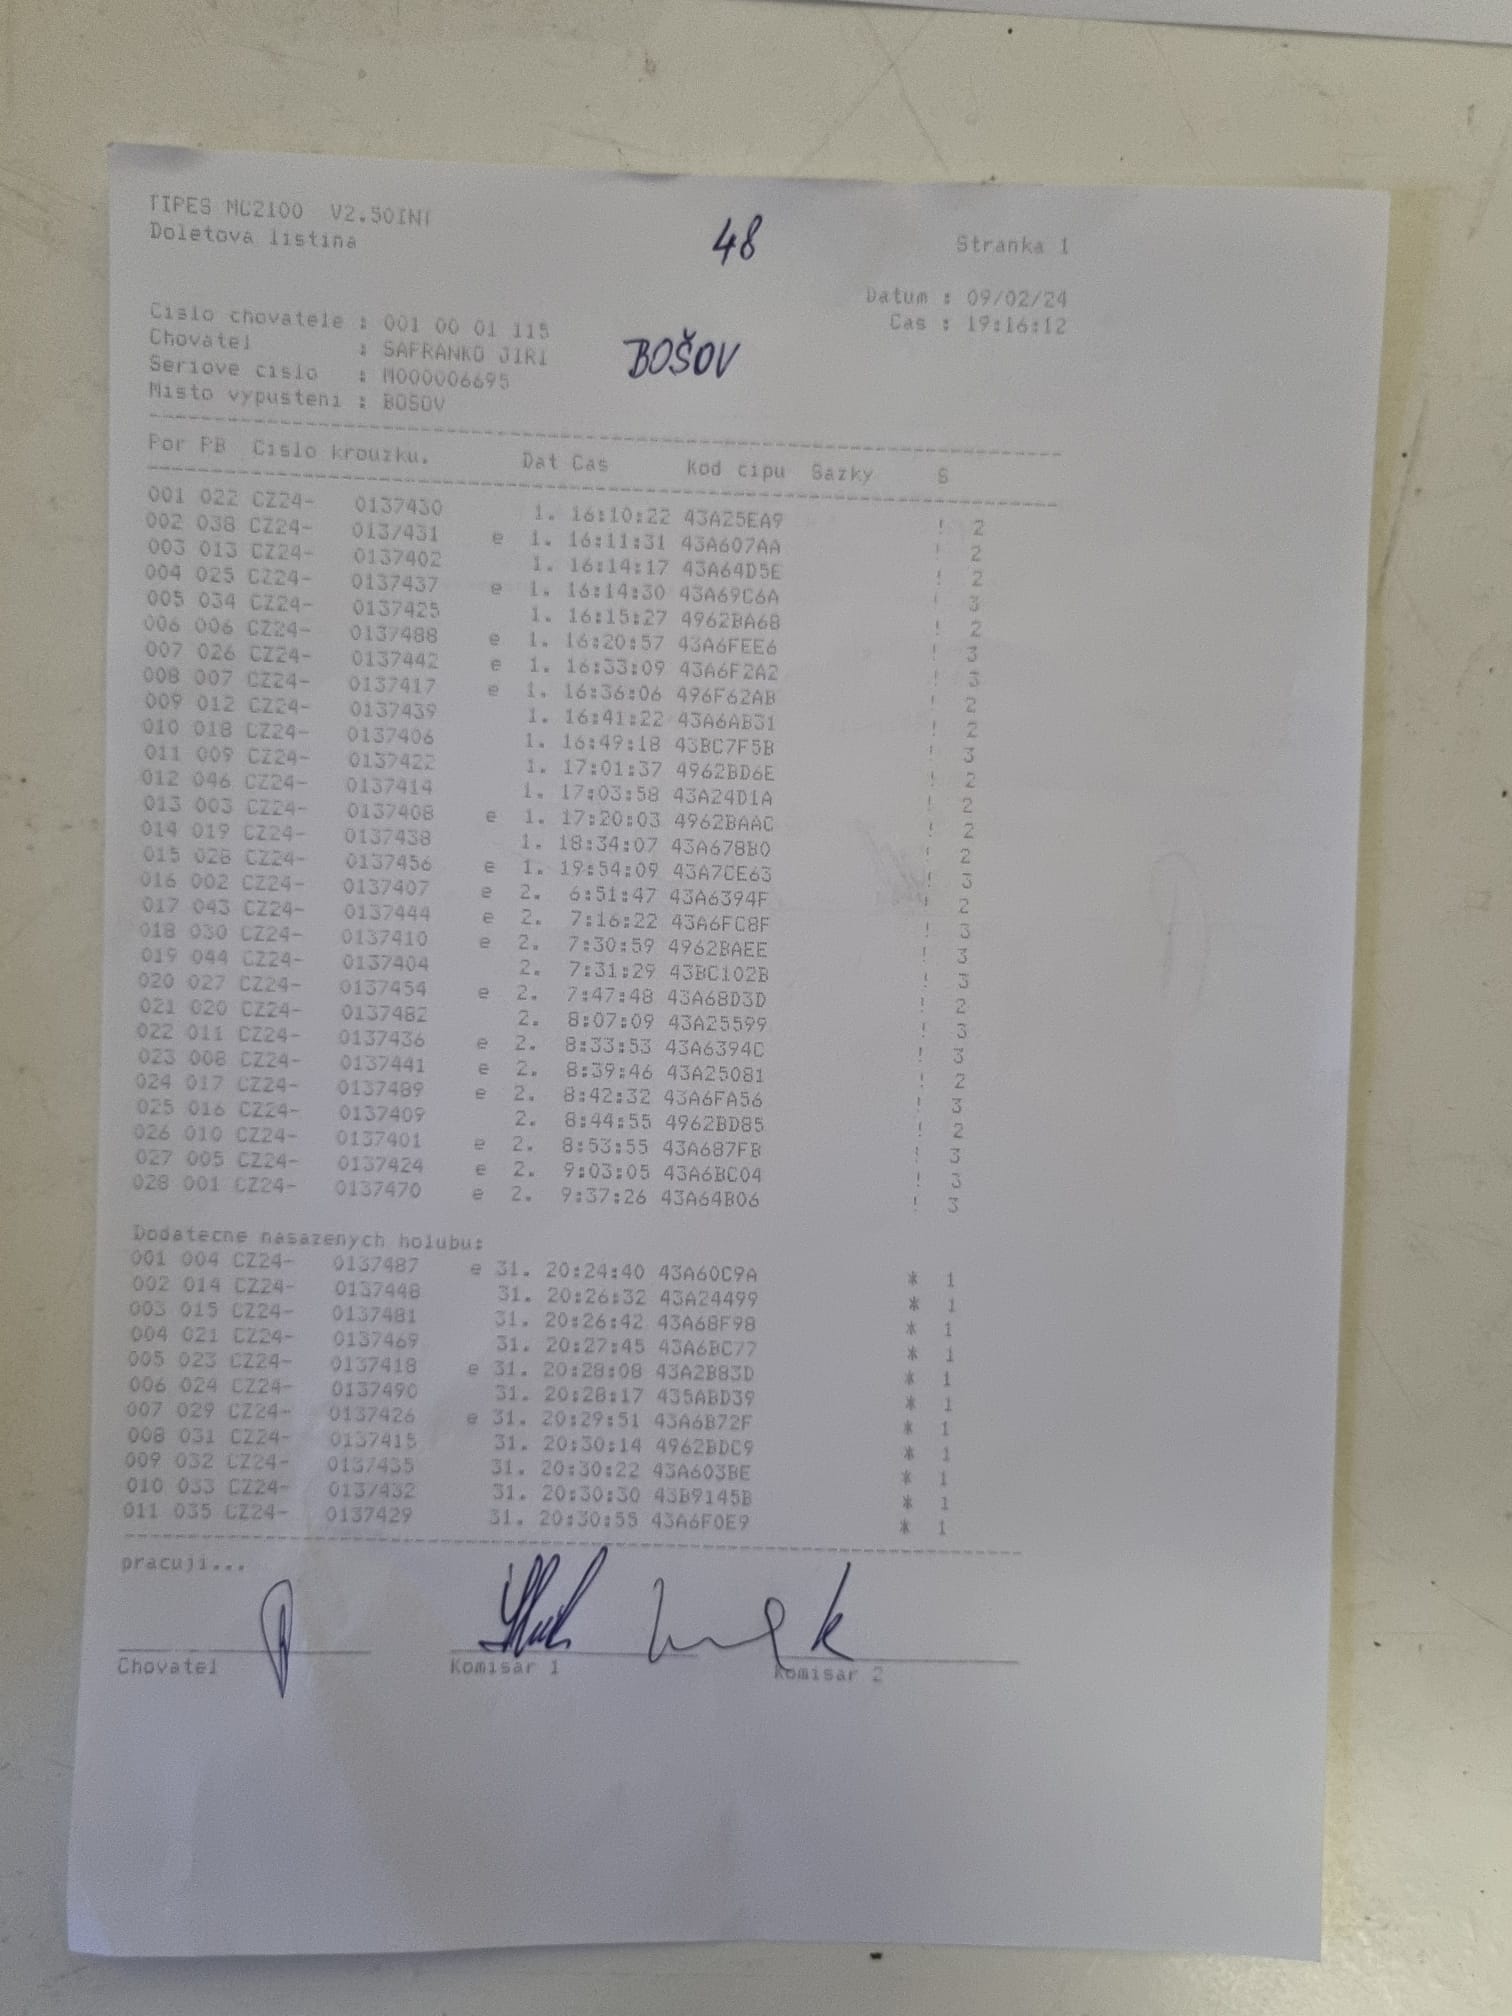 TIPES MC2100 V2.50INT
Doletova listina
48
Stranka 1
Datum : 09/02/24
Cas : 19:16:12
Cislo chovatele : 001 00 01 115
Chovatel : SAFRANKO JIRI
Seriove cislo : M000006695
Misto vypusteni : BOSOV
BOŠOV
Por PB Cislo krouzku. Dat Cas Kod cipu Sazky S
001 022 CZ24- 0137430 1. 16:10:22 43A25EA9 ! 2
002 038 CZ24- 0137431 e 1. 16:11:31 43A607AA ! 2
003 013 CZ24- 0137402 1. 16:14:17 43A64D5E ! 2
004 025 CZ24- 0137437 e 1. 16:14:30 43A69C6A ! 3
005 034 CZ24- 0137425 1. 16:15:27 4962BA68 ! 2
006 006 CZ24- 0137488 e 1. 16:20:57 43A6FEE6 ! 3
007 026 CZ24- 0137442 e 1. 16:33:09 43A6F2A2 ! 3
008 007 CZ24- 0137417 e 1. 16:36:06 496F62AB ! 2
009 012 CZ24- 0137439 1. 16:41:22 43A6AB31 ! 2
010 018 CZ24- 0137406 1. 16:49:18 43BC7F5B ! 3
011 009 CZ24- 0137422 1. 17:01:37 4962BD6E ! 2
012 046 CZ24- 0137414 1. 17:03:58 43A24D1A ! 2
013 003 CZ24- 0137408 e 1. 17:20:03 4962BAAC ! 2
014 019 CZ24- 0137438 1. 18:34:07 43A678B0 ! 2
015 028 CZ24- 0137456 e 1. 19:54:09 43A7CE63 ! 3
016 002 CZ24- 0137407 e 2. 6:51:47 43A6394F ! 2
017 043 CZ24- 0137444 e 2. 7:16:22 43A6FC8F ! 3
018 030 CZ24- 0137410 e 2. 7:30:59 4962BAEE ! 3
019 044 CZ24- 0137404 2. 7:31:29 43BC102B ! 3
020 027 CZ24- 0137454 e 2. 7:47:48 43A68D3D ! 2
021 020 CZ24- 0137482 2. 8:07:09 43A25599 ! 3
022 011 CZ24- 0137436 e 2. 8:33:53 43A6394C ! 3
023 008 CZ24- 0137441 e 2. 8:39:46 43A25081 ! 2
024 017 CZ24- 0137489 e 2. 8:42:32 43A6FA56 ! 3
025 016 CZ24- 0137409 2. 8:44:55 4962BD85 ! 2
026 010 CZ24- 0137401 e 2. 8:53:55 43A687FB ! 3
027 005 CZ24- 0137424 e 2. 9:03:05 43A6BC04 ! 3
028 001 CZ24- 0137470 e 2. 9:37:26 43A64B06 ! 3
Dodatecne nasazenych holubu:
001 004 CZ24- 0137487 e 31. 20:24:40 43A60C9A * 1
002 014 CZ24- 0137448 31. 20:26:32 43A24499 * 1
003 015 CZ24- 0137481 31. 20:26:42 43A68F98 * 1
004 021 CZ24- 0137469 31. 20:27:45 43A6BC77 * 1
005 023 CZ24- 0137418 e 31. 20:28:08 43A2B83D * 1
006 024 CZ24- 0137490 31. 20:28:17 435ABD39 * 1
007 029 CZ24- 0137426 e 31. 20:29:51 43A6B72F * 1
008 031 CZ24- 0137415 31. 20:30:14 4962BDC9 * 1
009 032 CZ24- 0137435 31. 20:30:22 43A603BE * 1
010 033 CZ24- 0137432 31. 20:30:30 43B9145B * 1
011 035 CZ24- 0137429 31. 20:30:55 43A6F0E9 * 1
pracuji...
Chovatel Komisar 1 Komisar 2